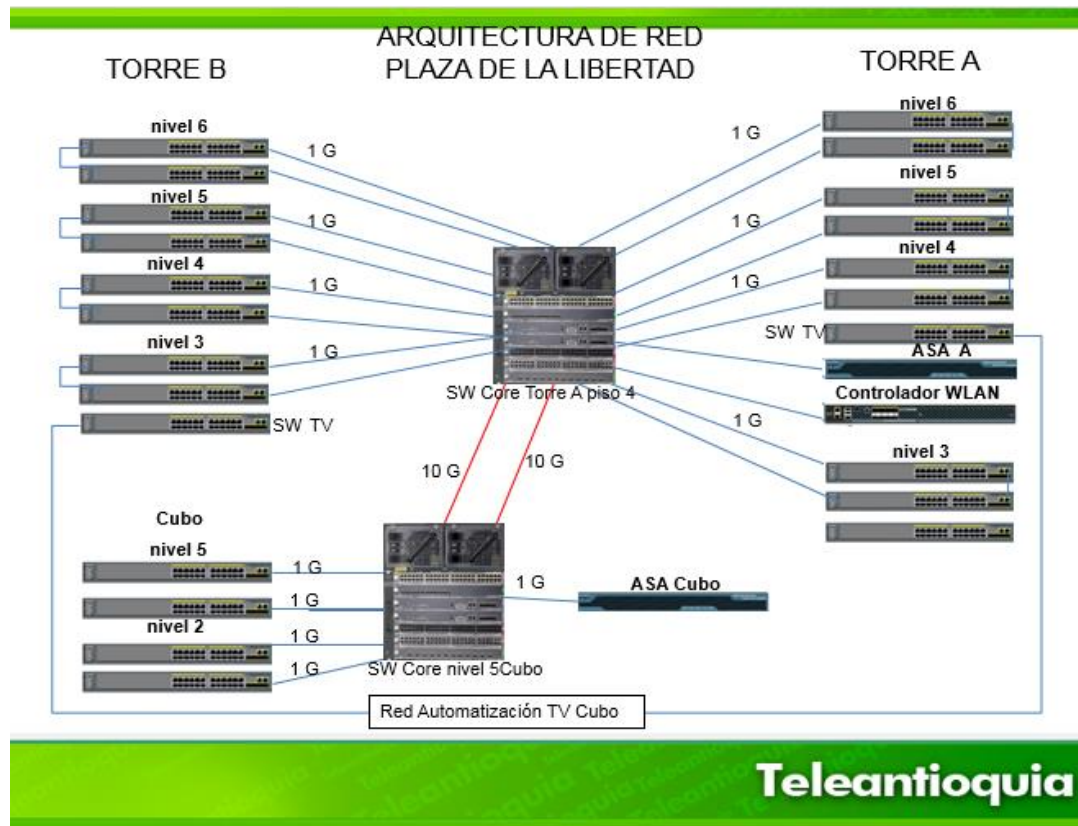 ARQUITECTURA DE RED
PLAZA DE LA LIBERTAD
TORRE B
TORRE A
nivel 6
1 G
nivel 5
1 G
nivel 4
1 G
nivel 3
1 G
SW TV
nivel 6
1 G
nivel 5
1 G
nivel 4
1 G
SW TV
ASA A
Controlador WLAN
1 G
nivel 3
SW Core Torre A piso 4
10 G
10 G
Cubo
nivel 5
1 G
1 G
nivel 2
1 G
1 G
1 G
ASA Cubo
SW Core nivel 5Cubo
Red Automatización TV Cubo
Teleantioquia